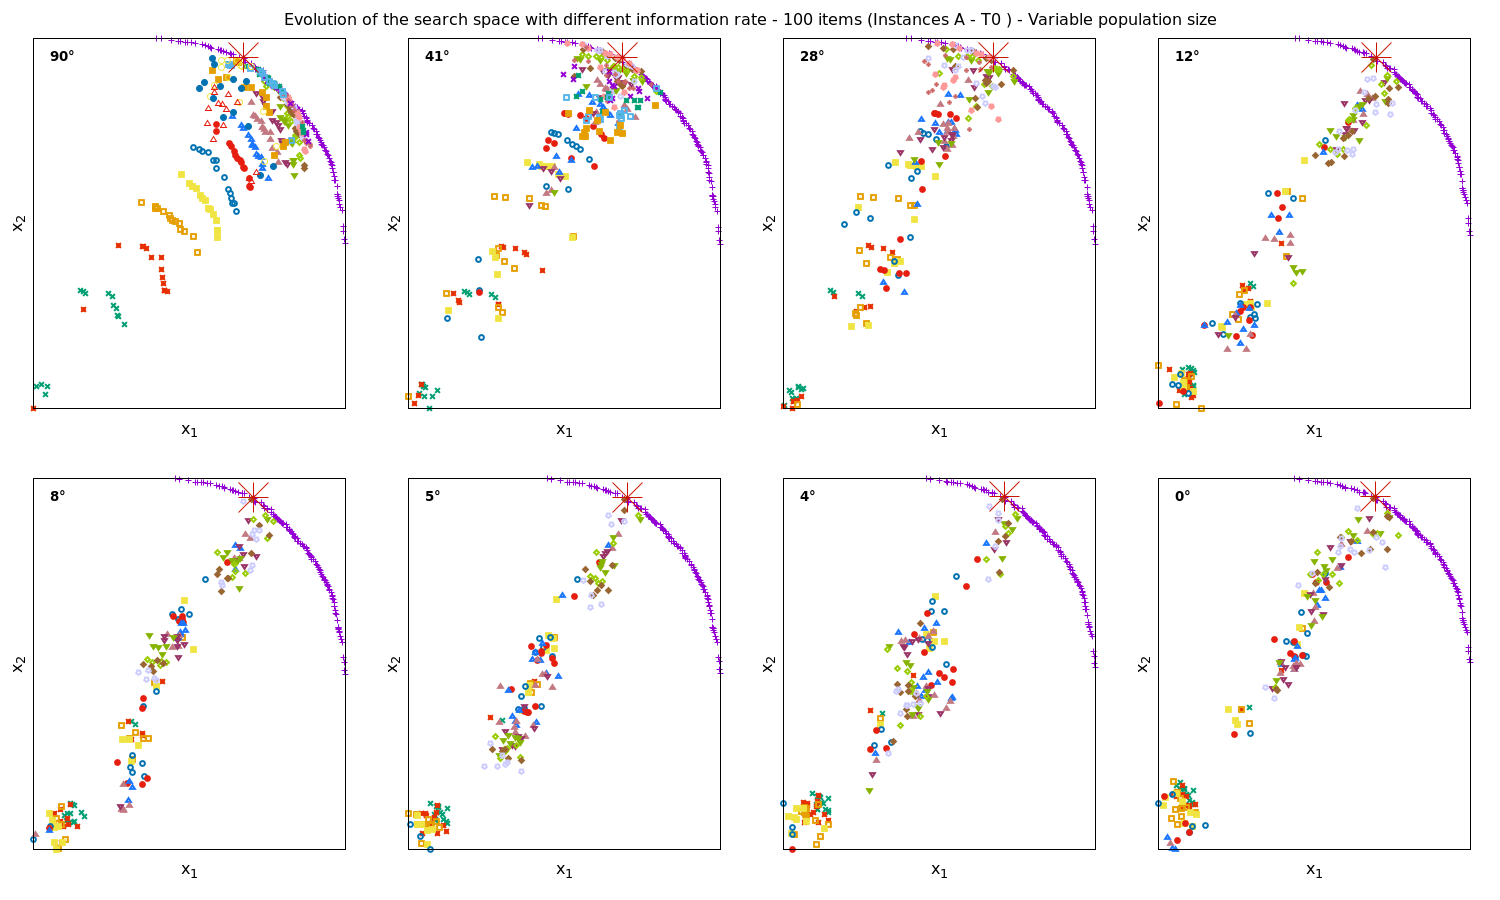 Evolution of the search space with different information rate - 100 items (Instances A - T0 ) - Variable population size
90°
41°
28°
12°
x2
x2
x2
x2
x1
x1
x1
x1
8°
5°
4°
0°
x2
x2
x2
x2
x1
x1
x1
x1